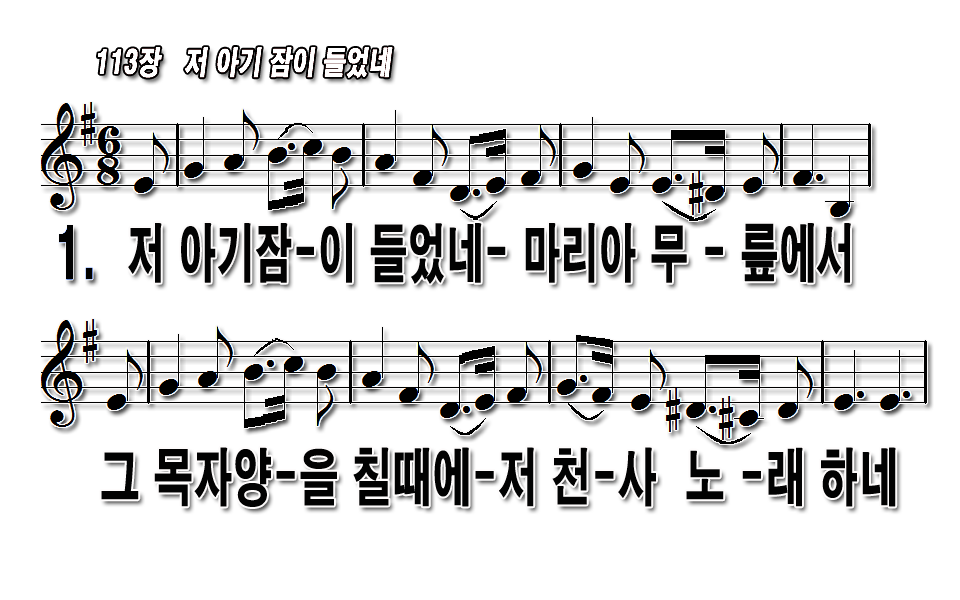 113장 저 아기 잠이 들었네
6
8
1. 저 아기잠-이 들었네- 마리아 무 - 릎에서
그 목자양-을 칠때에-저 천-사 노 -래 하네